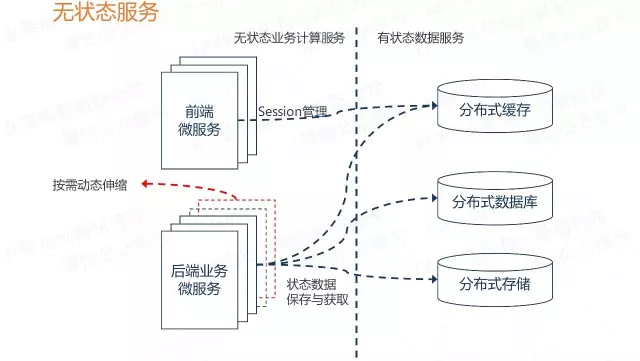 无状态服务
无状态业务计算服务
有状态数据服务
前端
微服务
Session管理
分布式缓存
按需动态伸缩
分布式数据库
后端业务
微服务
状态数据
保存与获取
分布式存储